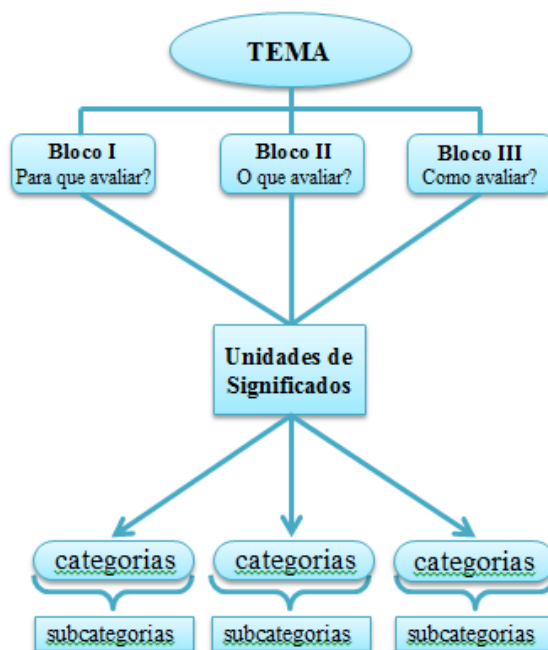 TEMA
Bloco I
Para que avaliar?
Bloco II
O que avaliar?
Bloco III
Como avaliar?
Unidades de
Significados
categorias
categorias
categorias
subcategorias
subcategorias
subcategorias